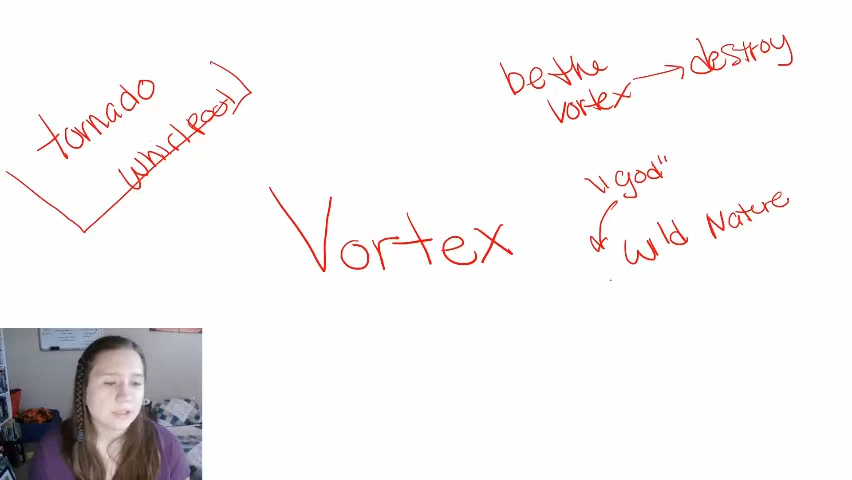 tornado
whirlpool
be the
vortex → destroy
"god"
Wild Nature
Vortex